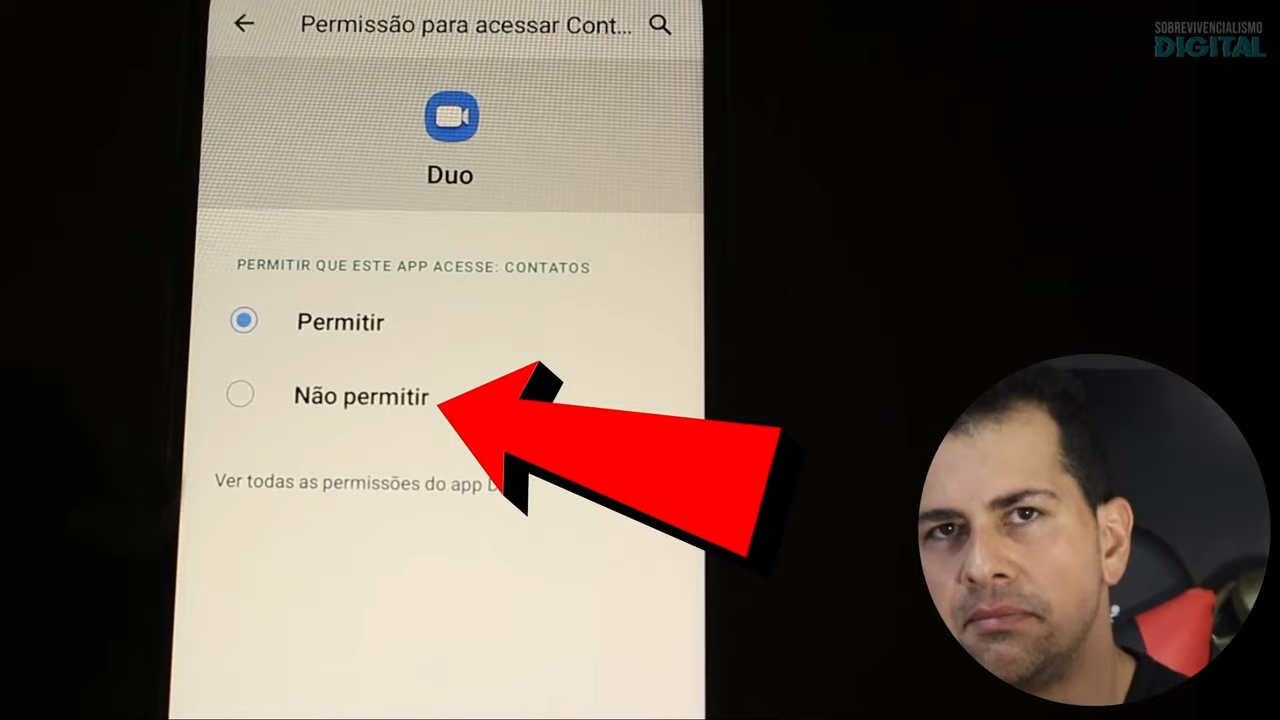 Permissão para acessar Cont...
SOBREVIVENCIALISMO
DIGITAL
Duo
PERMITIR QUE ESTE APP ACESSE: CONTATOS
Permitir
Não permitir
Ver todas as permissões do app